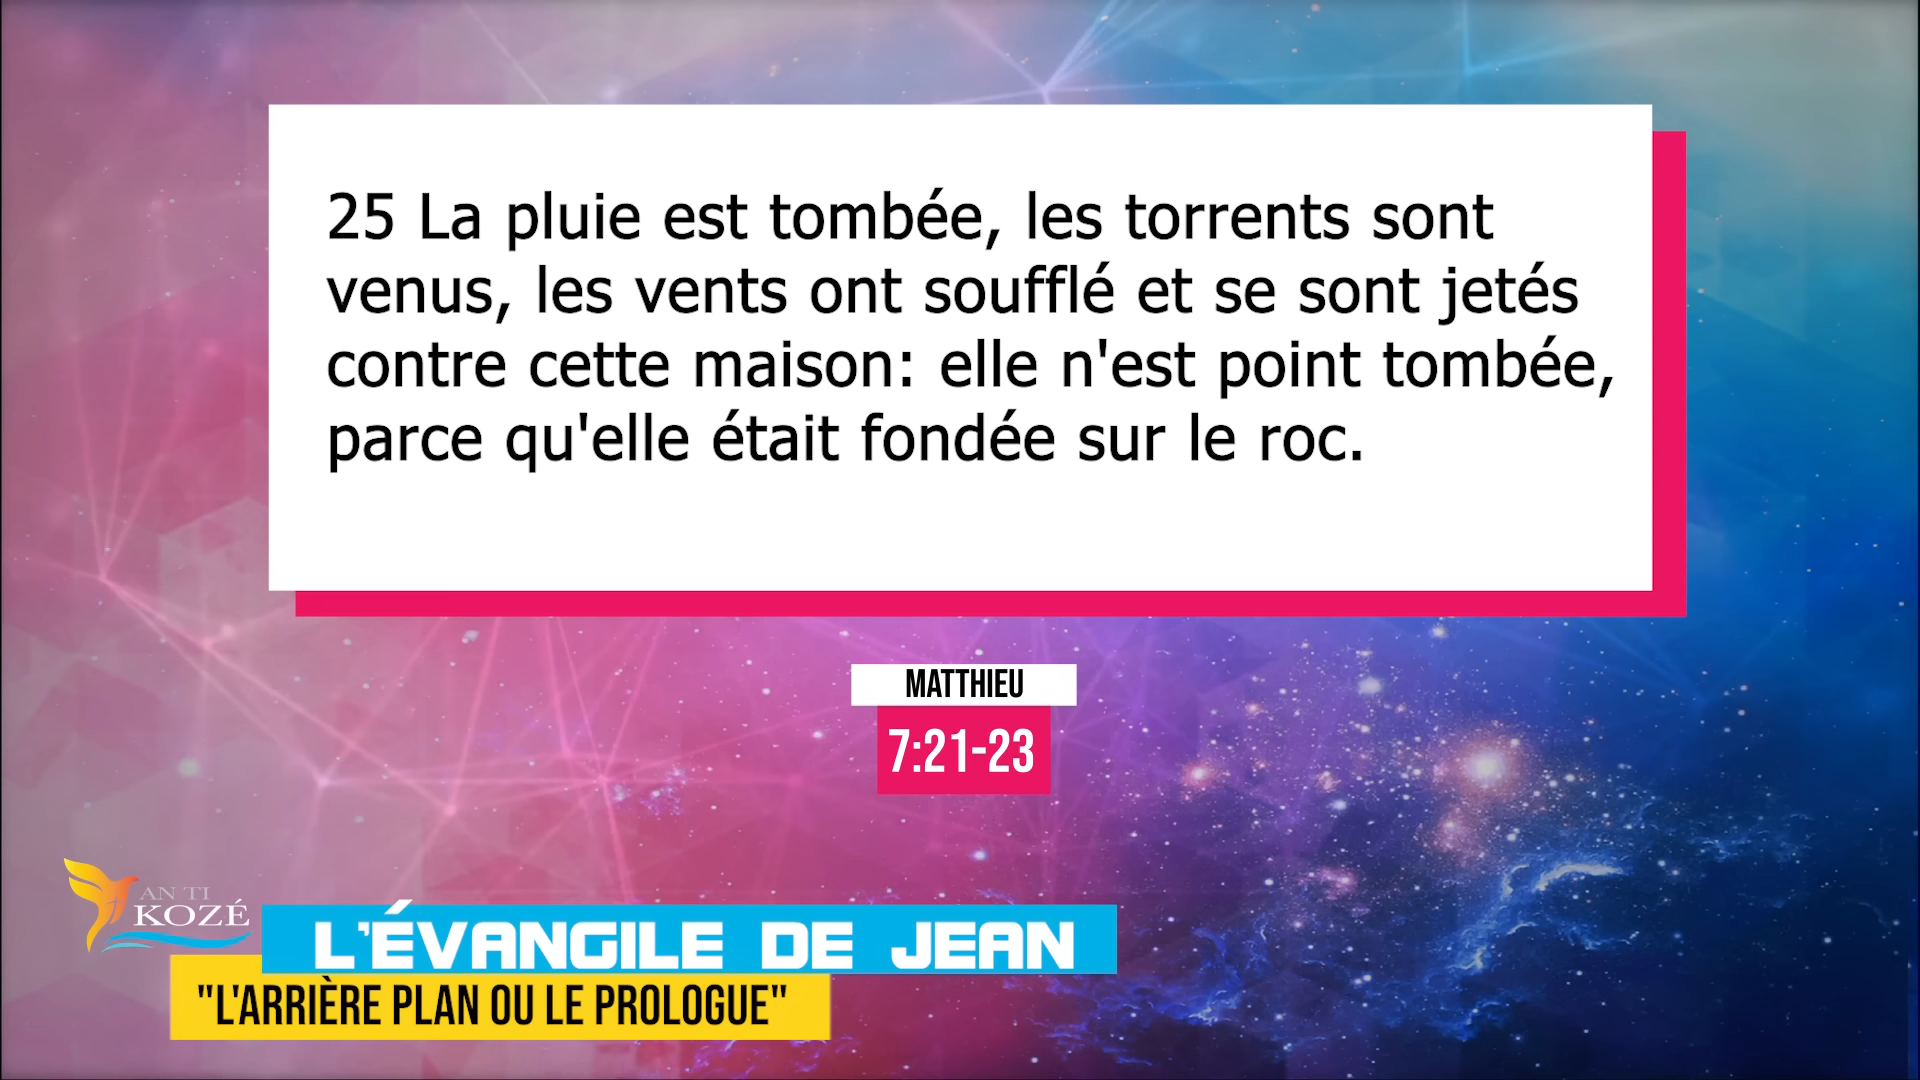 25 La pluie est tombée, les torrents sont
venus, les vents ont soufflé et se sont jetés
contre cette maison: elle n'est point tombée,
parce qu'elle était fondée sur le roc.
MATTHIEU
7:21-23
AN TI
KOZÉ
L'ÉVANGILE DE JEAN
"L'ARRIÈRE PLAN OU LE PROLOGUE"